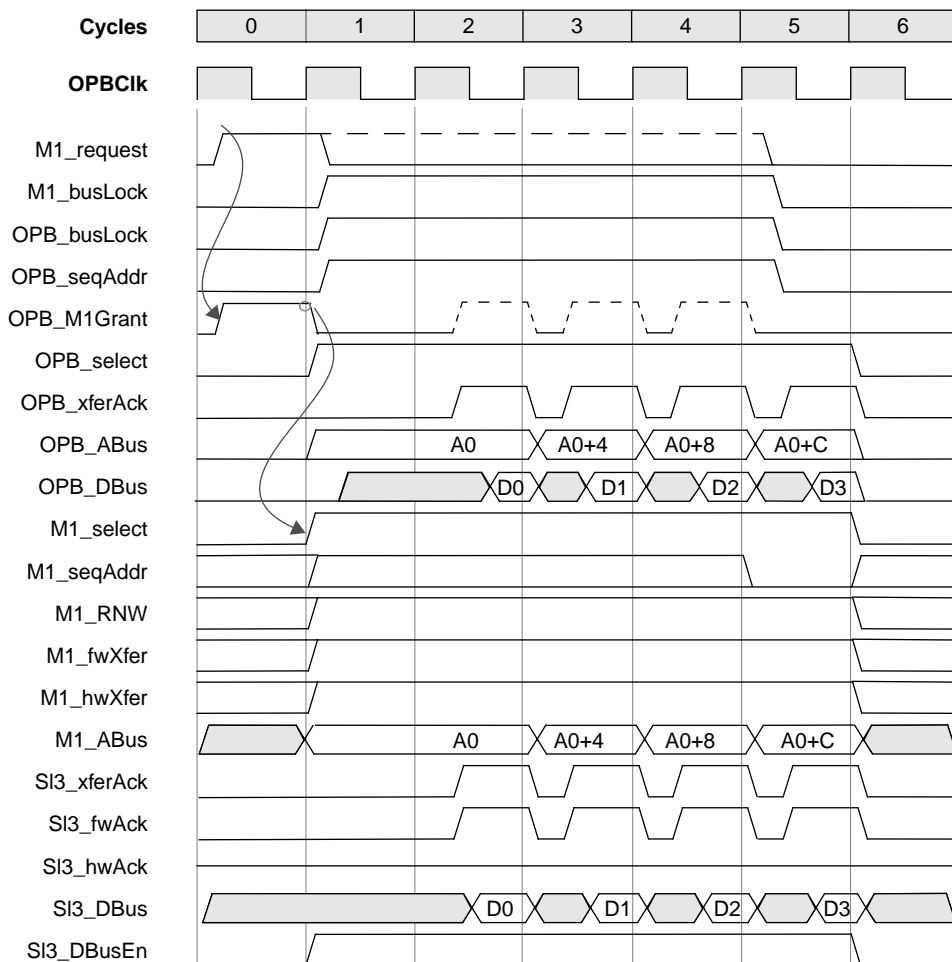 Cycles 0 1 2 3 4 5 6
OPBClk
M1_request
M1_busLock
OPB_busLock
OPB_seqAddr
OPB_M1Grant
OPB_select
OPB_xferAck
OPB_ABus A0 A0+4 A0+8 A0+C
OPB_DBus D0 D1 D2 D3
M1_select
M1_seqAddr
M1_RNW
M1_fwXfer
M1_hwXfer
M1_ABus A0 A0+4 A0+8 A0+C
Sl3_xferAck
Sl3_fwAck
Sl3_hwAck
Sl3_DBus D0 D1 D2 D3
Sl3_DBusEn